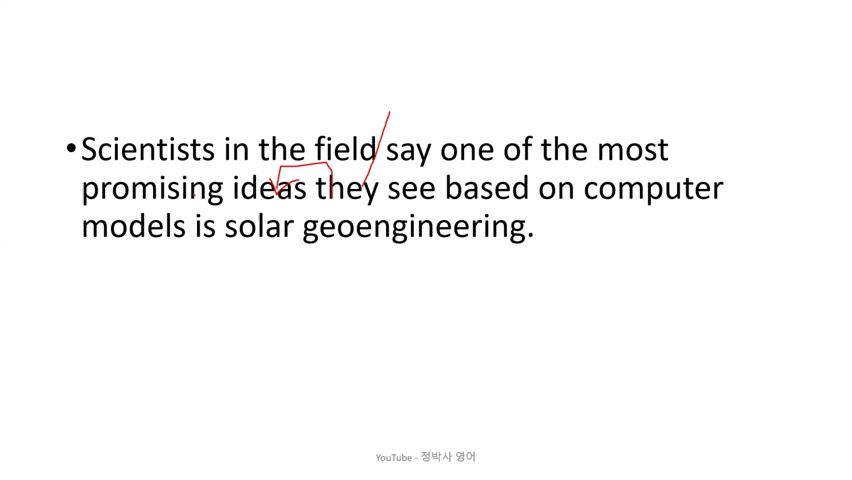 •Scientists in the field say one of the most
promising ideas they see based on computer
models is solar geoengineering.
YouTube - 정박사 영어